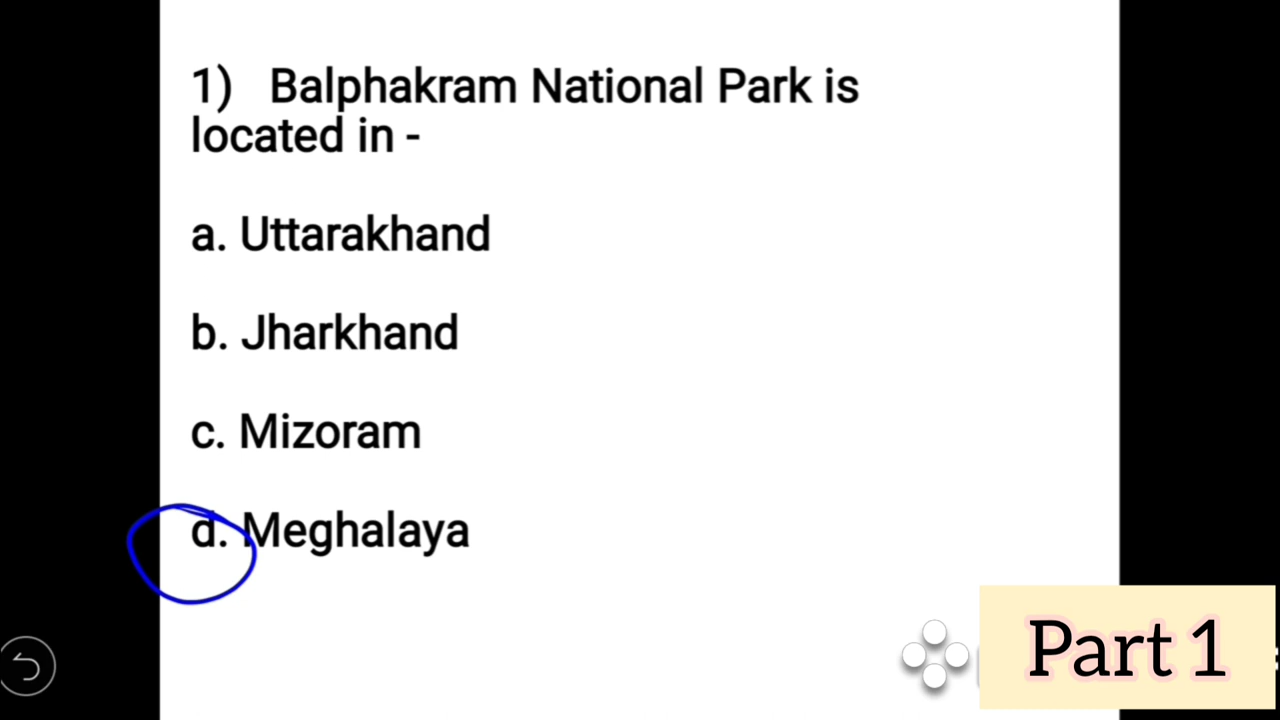 1) Balphakram National Park is
located in -
a. Uttarakhand
b. Jharkhand
c. Mizoram
d. Meghalaya
Part 1